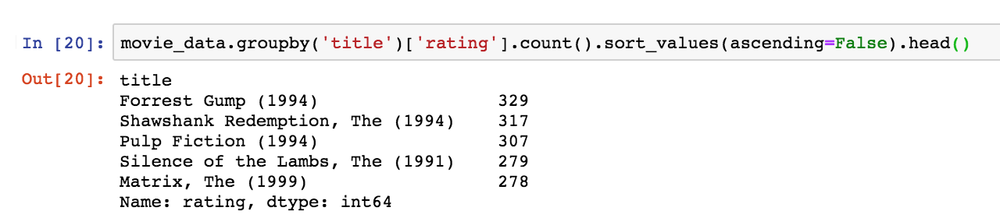 In [20]: movie_data.groupby('title')['rating'].count().sort_values(ascending=False).head()
Out[20]: title
Forrest Gump (1994) 329
Shawshank Redemption, The (1994) 317
Pulp Fiction (1994) 307
Silence of the Lambs, The (1991) 279
Matrix, The (1999) 278
Name: rating, dtype: int64